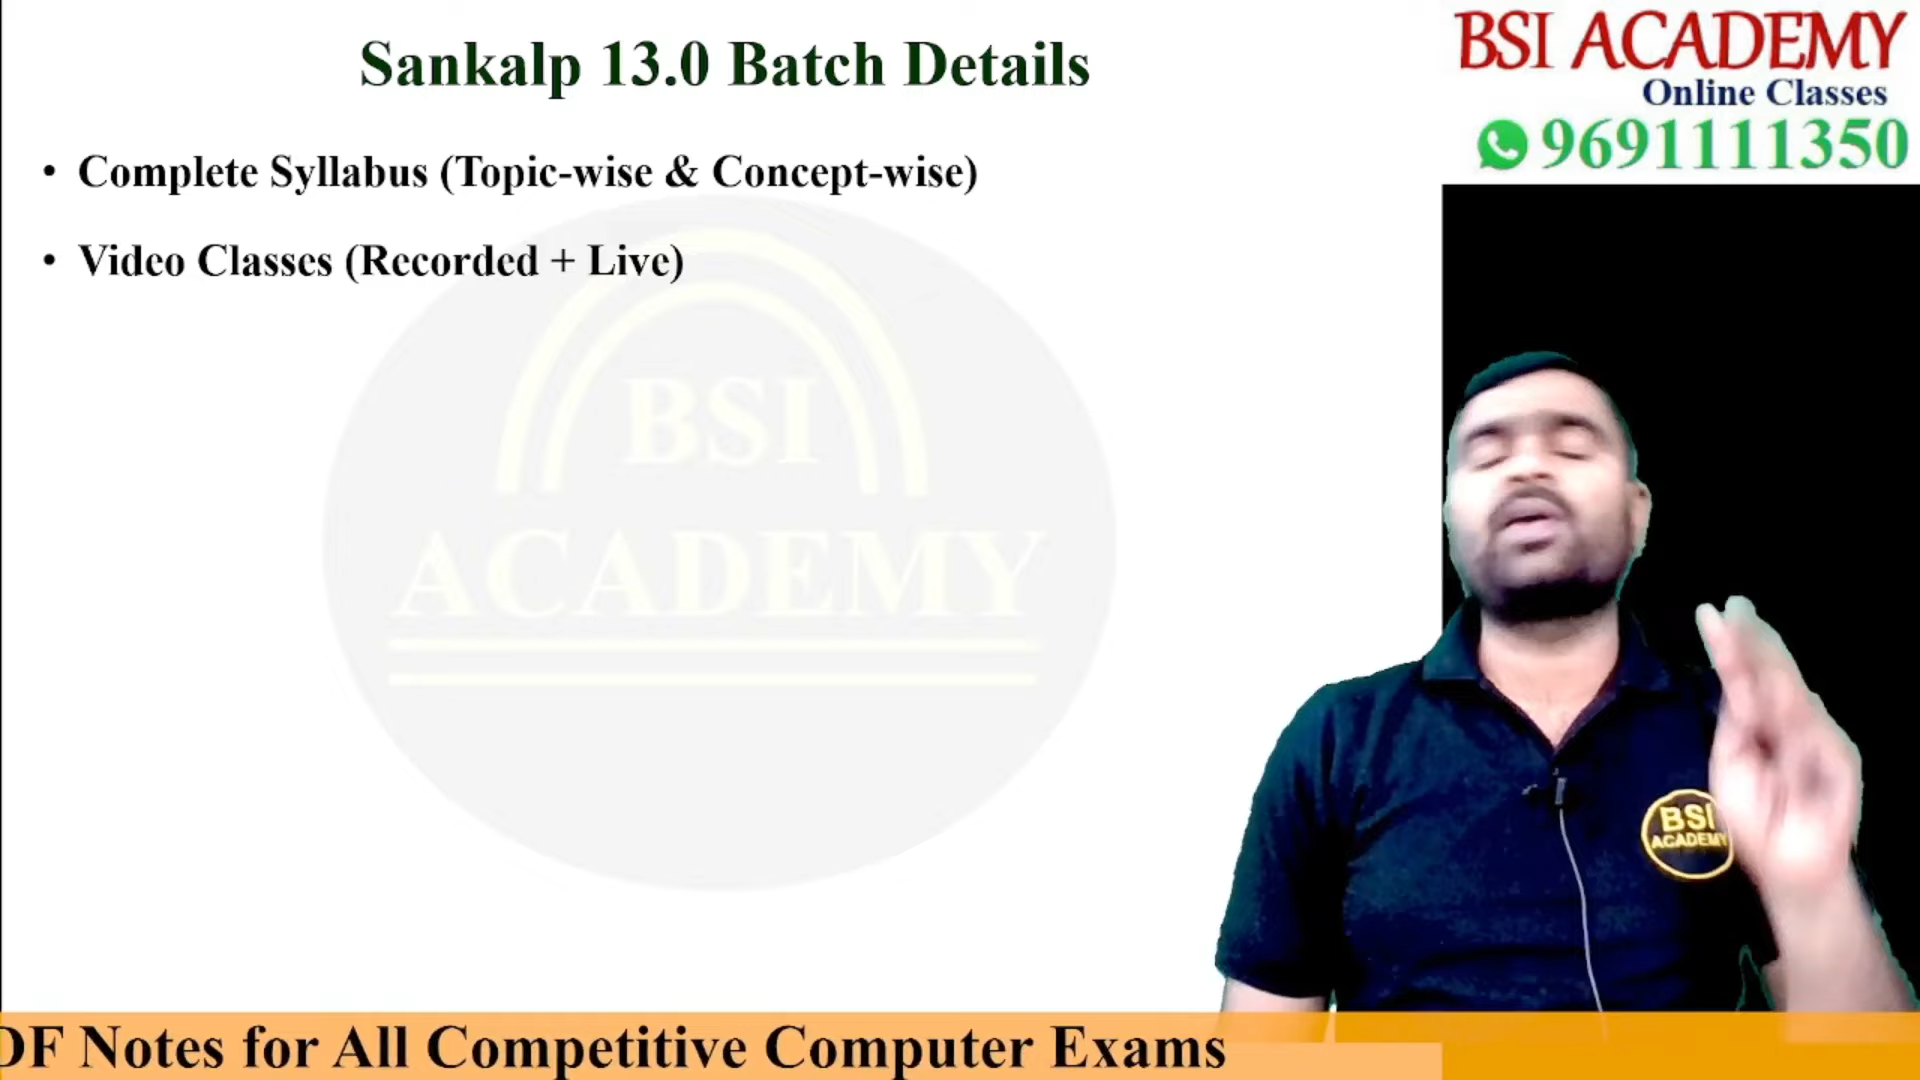 Sankalp 13.0 Batch Details
BSI ACADEMY
Online Classes
9691111350
• Complete Syllabus (Topic-wise & Concept-wise)
• Video Classes (Recorded + Live)
BSI
ACADEMY
BSI
ACADEMY
DF Notes for All Competitive Computer Exams